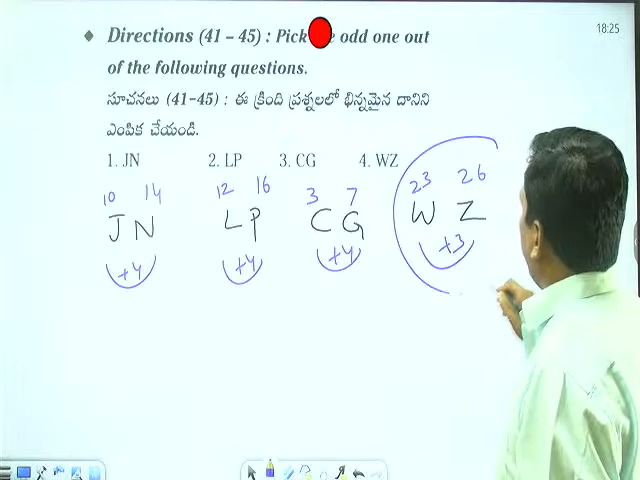 18:25
Directions (41 – 45) : Pick odd one out
of the following questions.
సూచనలు (41–45) : ఈ క్రింది ప్రశ్నలలో భిన్నమైన దానిని
ఎంపిక చేయండి.
1. JN 2. LP 3. CG 4. WZ
10 14 12 16 3 7 23 26
J N L P C G W Z
+4 +4 +4 +3